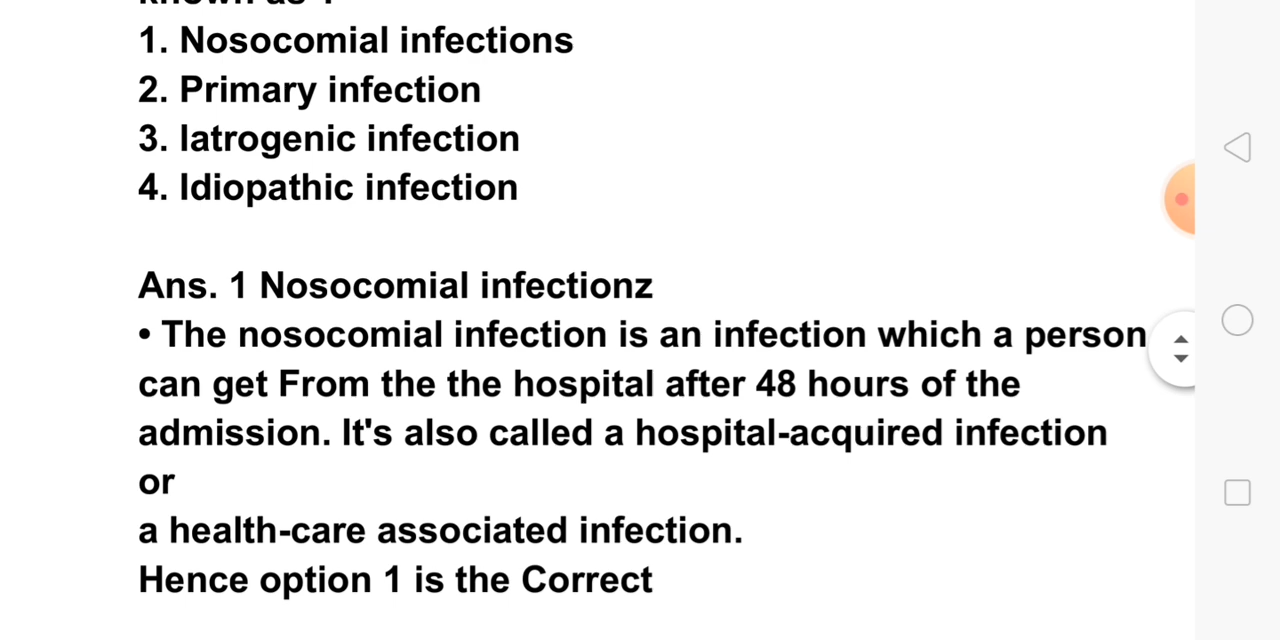 known as ?
1. Nosocomial infections
2. Primary infection
3. Iatrogenic infection
4. Idiopathic infection
Ans. 1 Nosocomial infectionz
• The nosocomial infection is an infection which a person
can get From the the hospital after 48 hours of the
admission. It's also called a hospital-acquired infection
or
a health-care associated infection.
Hence option 1 is the Correct